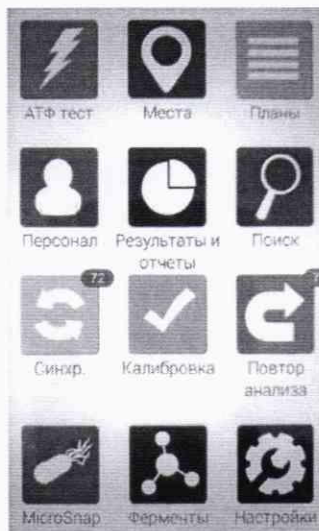 АТФ тест Места Планы
Персонал Результаты и Поиск
отчеты
72
Синхр. Калибровка Повтор
анализа
MicroSnap Ферменты Настройки